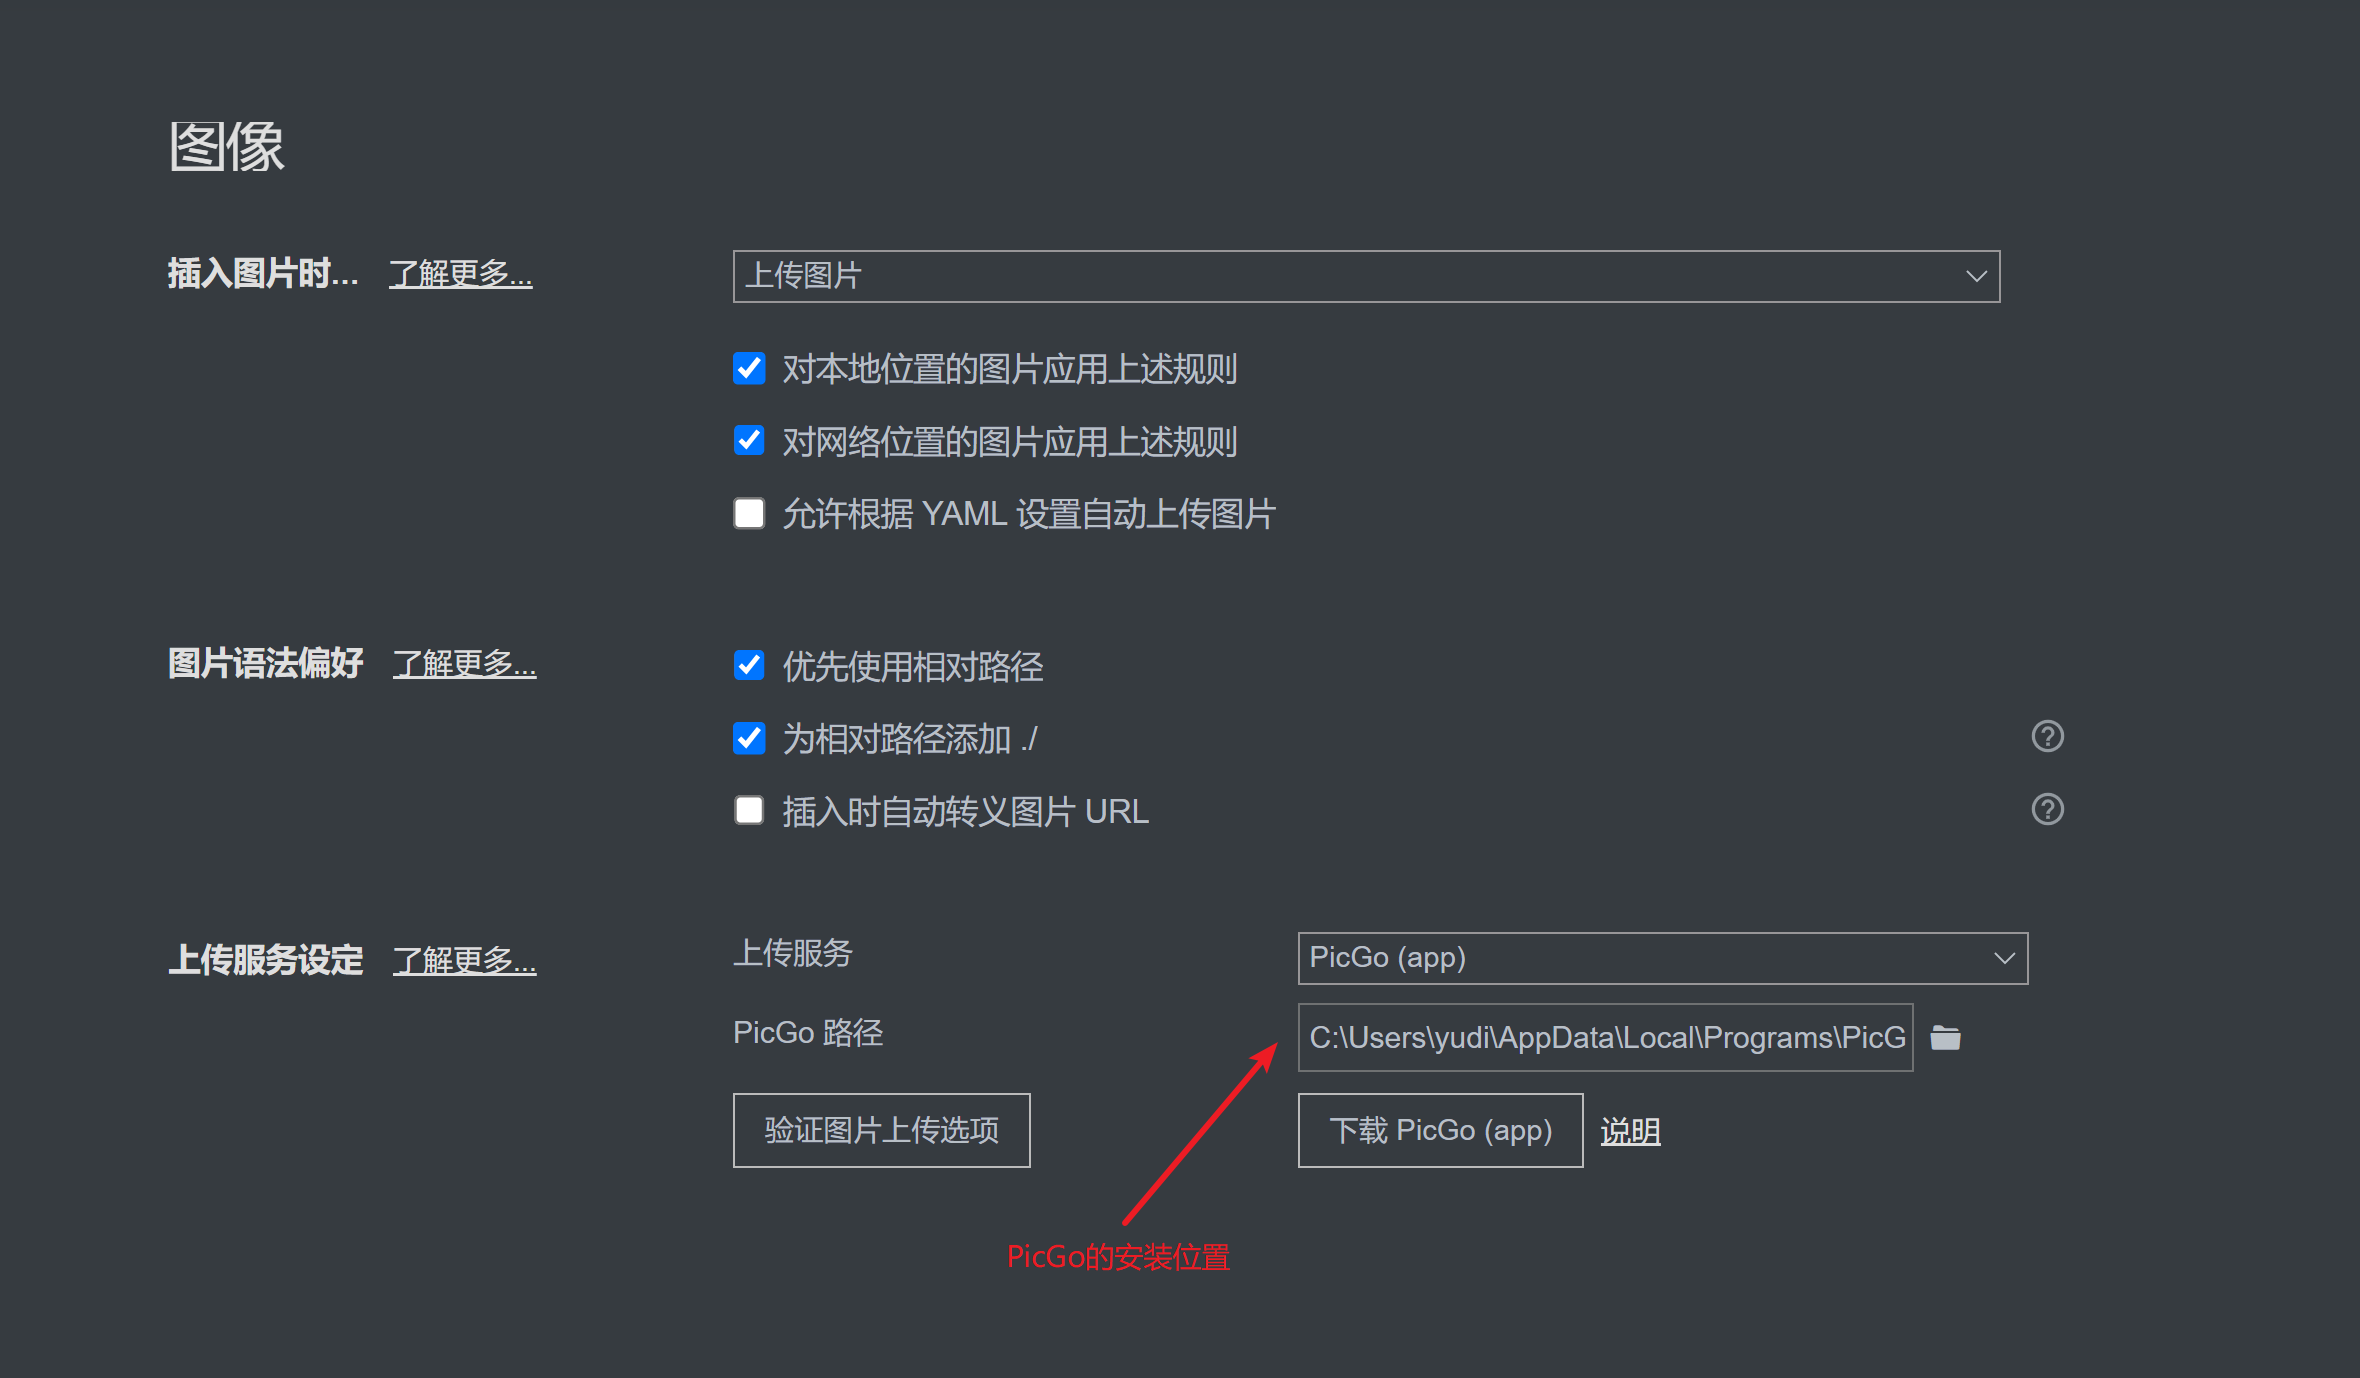 图像
插入图片时... 了解更多... 上传图片
对本地位置的图片应用上述规则
对网络位置的图片应用上述规则
允许根据 YAML 设置自动上传图片
图片语法偏好 了解更多... 优先使用相对路径
为相对路径添加 ./
插入时自动转义图片 URL
上传服务设定 了解更多... 上传服务 PicGo (app)
PicGo 路径 C:\Users\yudi\AppData\Local\Programs\PicG
验证图片上传选项 下载 PicGo (app) 说明
PicGo的安装位置